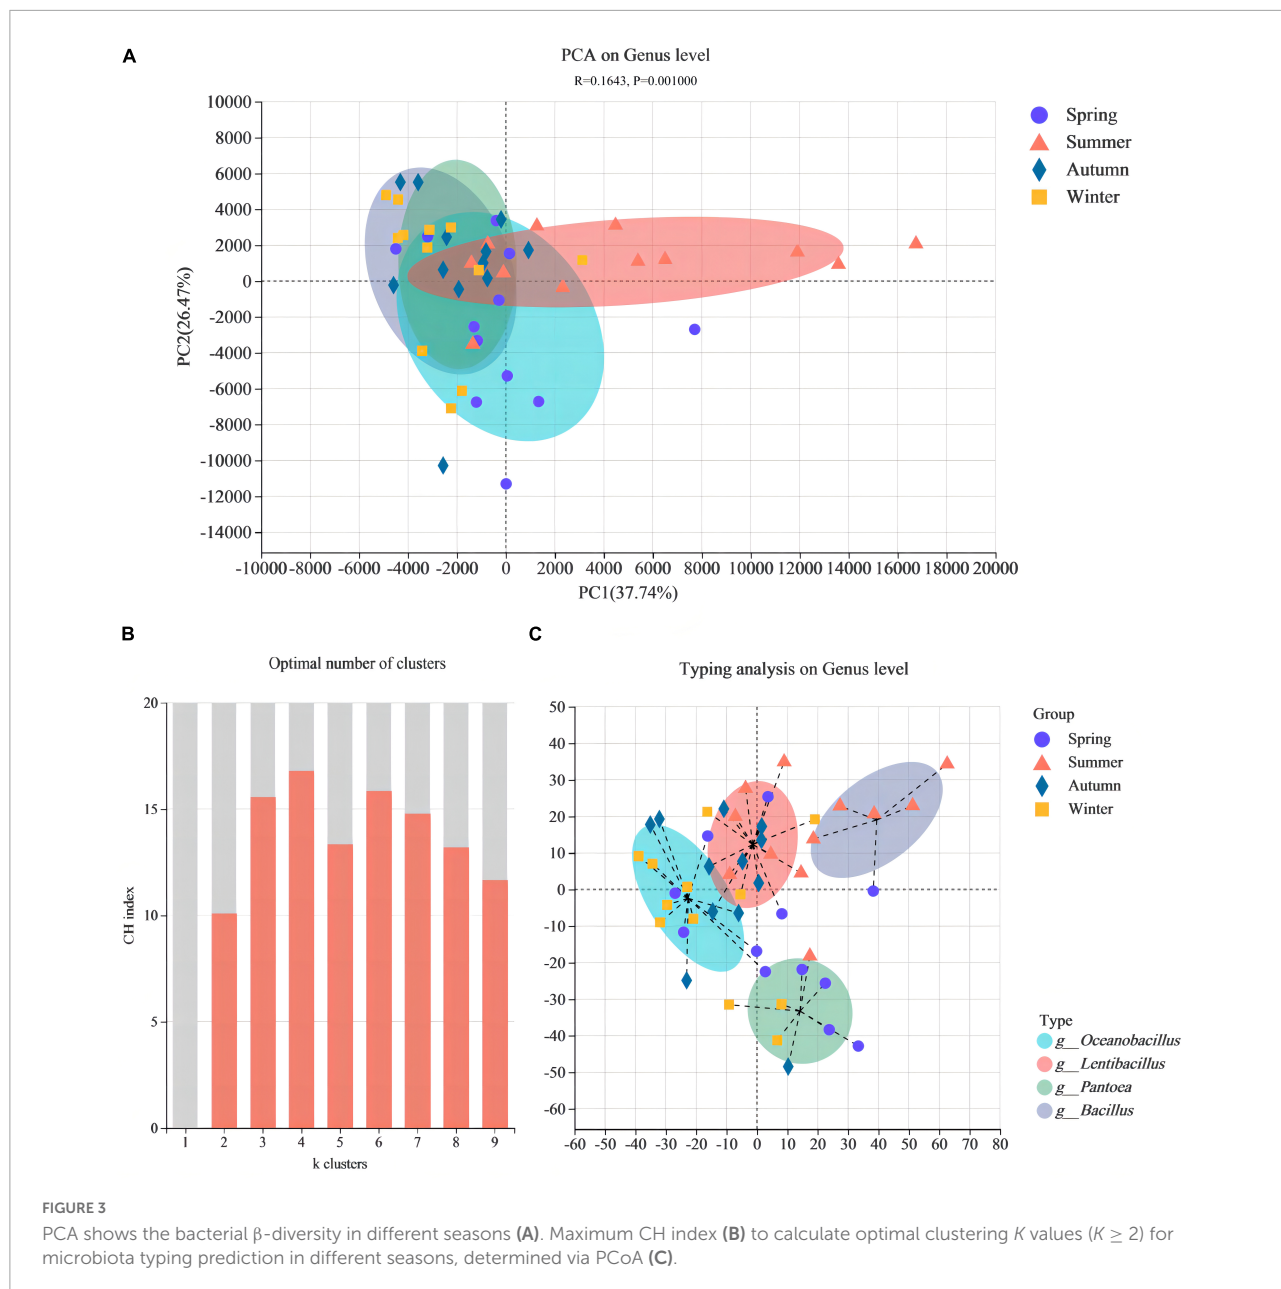 A
PCA on Genus level
R=0.1643, P=0.001000
10000
8000
6000
4000
2000
0
-2000
-4000
-6000
-8000
-10000
-12000
-14000
PC2(26.47%)
-10000 -8000 -6000 -4000 -2000 0 2000 4000 6000 8000 10000 12000 14000 16000 18000 20000
PC1(37.74%)
Spring
Summer
Autumn
Winter
B
Optimal number of clusters
20
15
10
5
0
CH index
1 2 3 4 5 6 7 8 9
k clusters
C
Typing analysis on Genus level
50
40
30
20
10
0
-10
-20
-30
-40
-50
-60
-60 -50 -40 -30 -20 -10 0 10 20 30 40 50 60 70 80
Group
Spring
Summer
Autumn
Winter
Type
g__Oceanobacillus
g__Lentibacillus
g__Pantoea
g__Bacillus
FIGURE 3
PCA shows the bacterial β-diversity in different seasons (A). Maximum CH index (B) to calculate optimal clustering K values (K ≥ 2) for
microbiota typing prediction in different seasons, determined via PCoA (C).